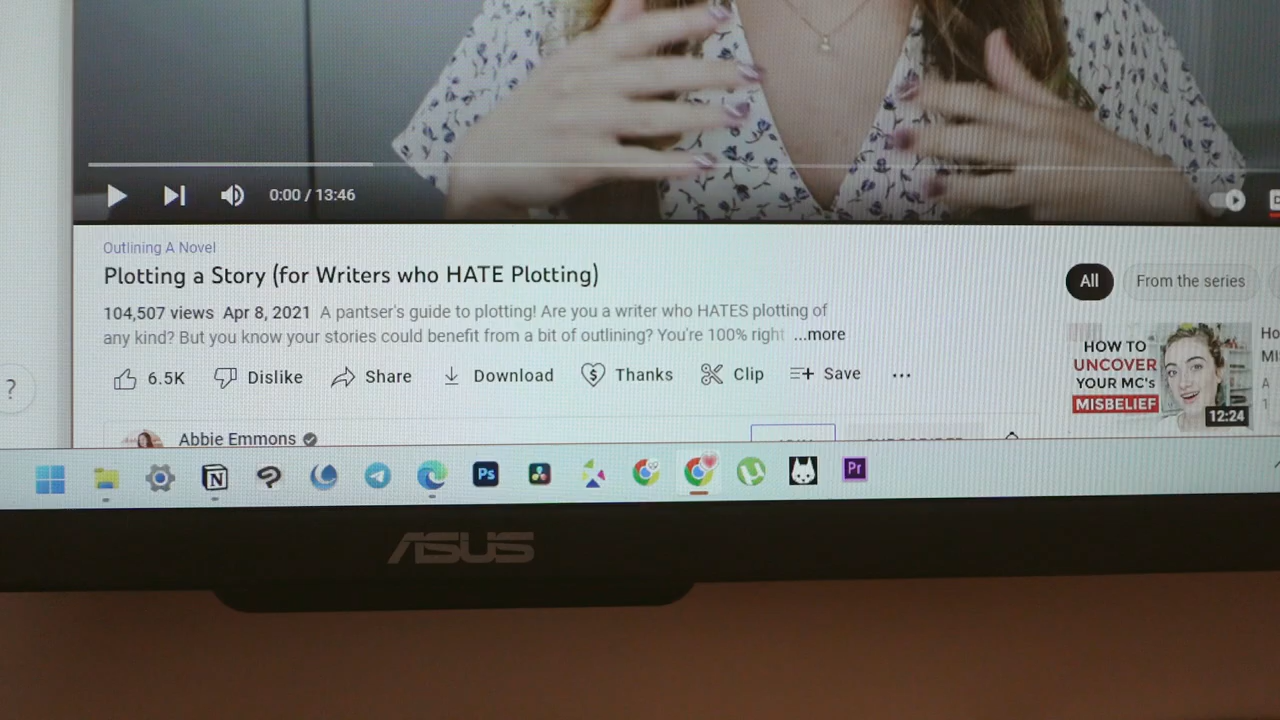 0:00 / 13:46
Outlining A Novel
Plotting a Story (for Writers who HATE Plotting)
104,507 views Apr 8, 2021 A pantser's guide to plotting! Are you a writer who HATES plotting of
any kind? But you know your stories could benefit from a bit of outlining? You're 100% right ...more
6.5K Dislike Share Download Thanks Clip Save ...
Abbie Emmons
All From the series
HOW TO
UNCOVER
YOUR MC's
MISBELIEF
12:24
?
Ps
Pr
ASUS